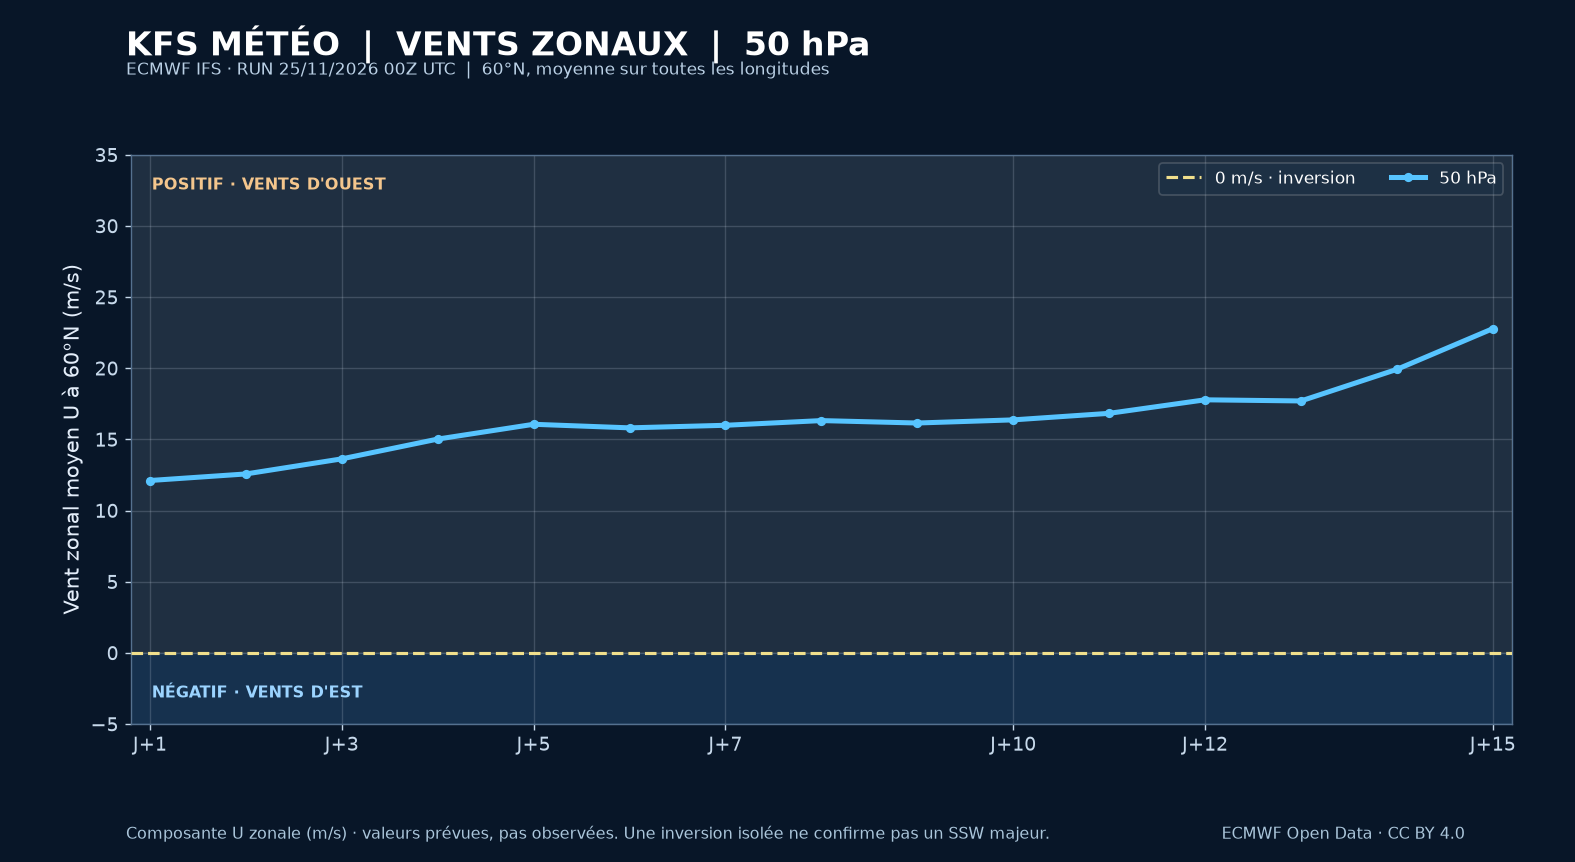 KFS MÉTÉO | VENTS ZONAUX | 50 hPa
ECMWF IFS · RUN 25/11/2026 00Z UTC | 60°N, moyenne sur toutes les longitudes
POSITIF · VENTS D'OUEST
0 m/s · inversion
50 hPa
35
30
25
20
15
10
5
0
−5
Vent zonal moyen U à 60°N (m/s)
NÉGATIF · VENTS D'EST
J+1
J+3
J+5
J+7
J+10
J+12
J+15
Composante U zonale (m/s) · valeurs prévues, pas observées. Une inversion isolée ne confirme pas un SSW majeur.
ECMWF Open Data · CC BY 4.0